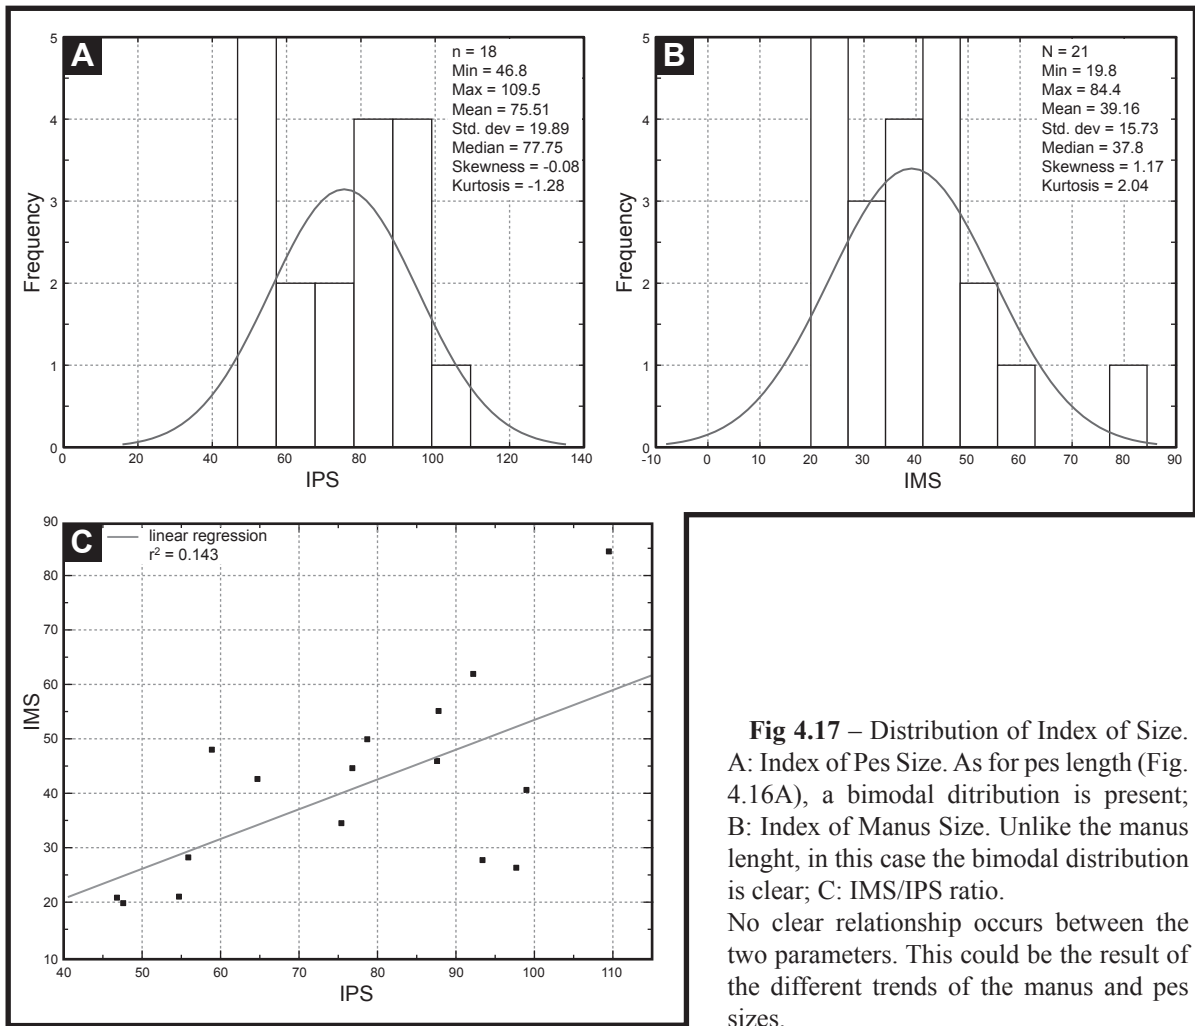 A
n = 18
Min = 46.8
Max = 109.5
Mean = 75.51
Std. dev = 19.89
Median = 77.75
Skewness = -0.08
Kurtosis = -1.28
5
4
3
2
1
0
Frequency
0 20 40 60 80 100 120 140
IPS
B
N = 21
Min = 19.8
Max = 84.4
Mean = 39.16
Std. dev = 15.73
Median = 37.8
Skewness = 1.17
Kurtosis = 2.04
5
4
3
2
1
0
Frequency
-10 0 10 20 30 40 50 60 70 80 90
IMS
C
linear regression
r² = 0.143
90
80
70
60
50
40
30
20
10
IMS
40 50 60 70 80 90 100 110
IPS
Fig 4.17 – Distribution of Index of Size.
A: Index of Pes Size. As for pes length (Fig.
4.16A), a bimodal ditribution is present;
B: Index of Manus Size. Unlike the manus
lenght, in this case the bimodal distribution
is clear; C: IMS/IPS ratio.
No clear relationship occurs between the
two parameters. This could be the result of
the different trends of the manus and pes
sizes.